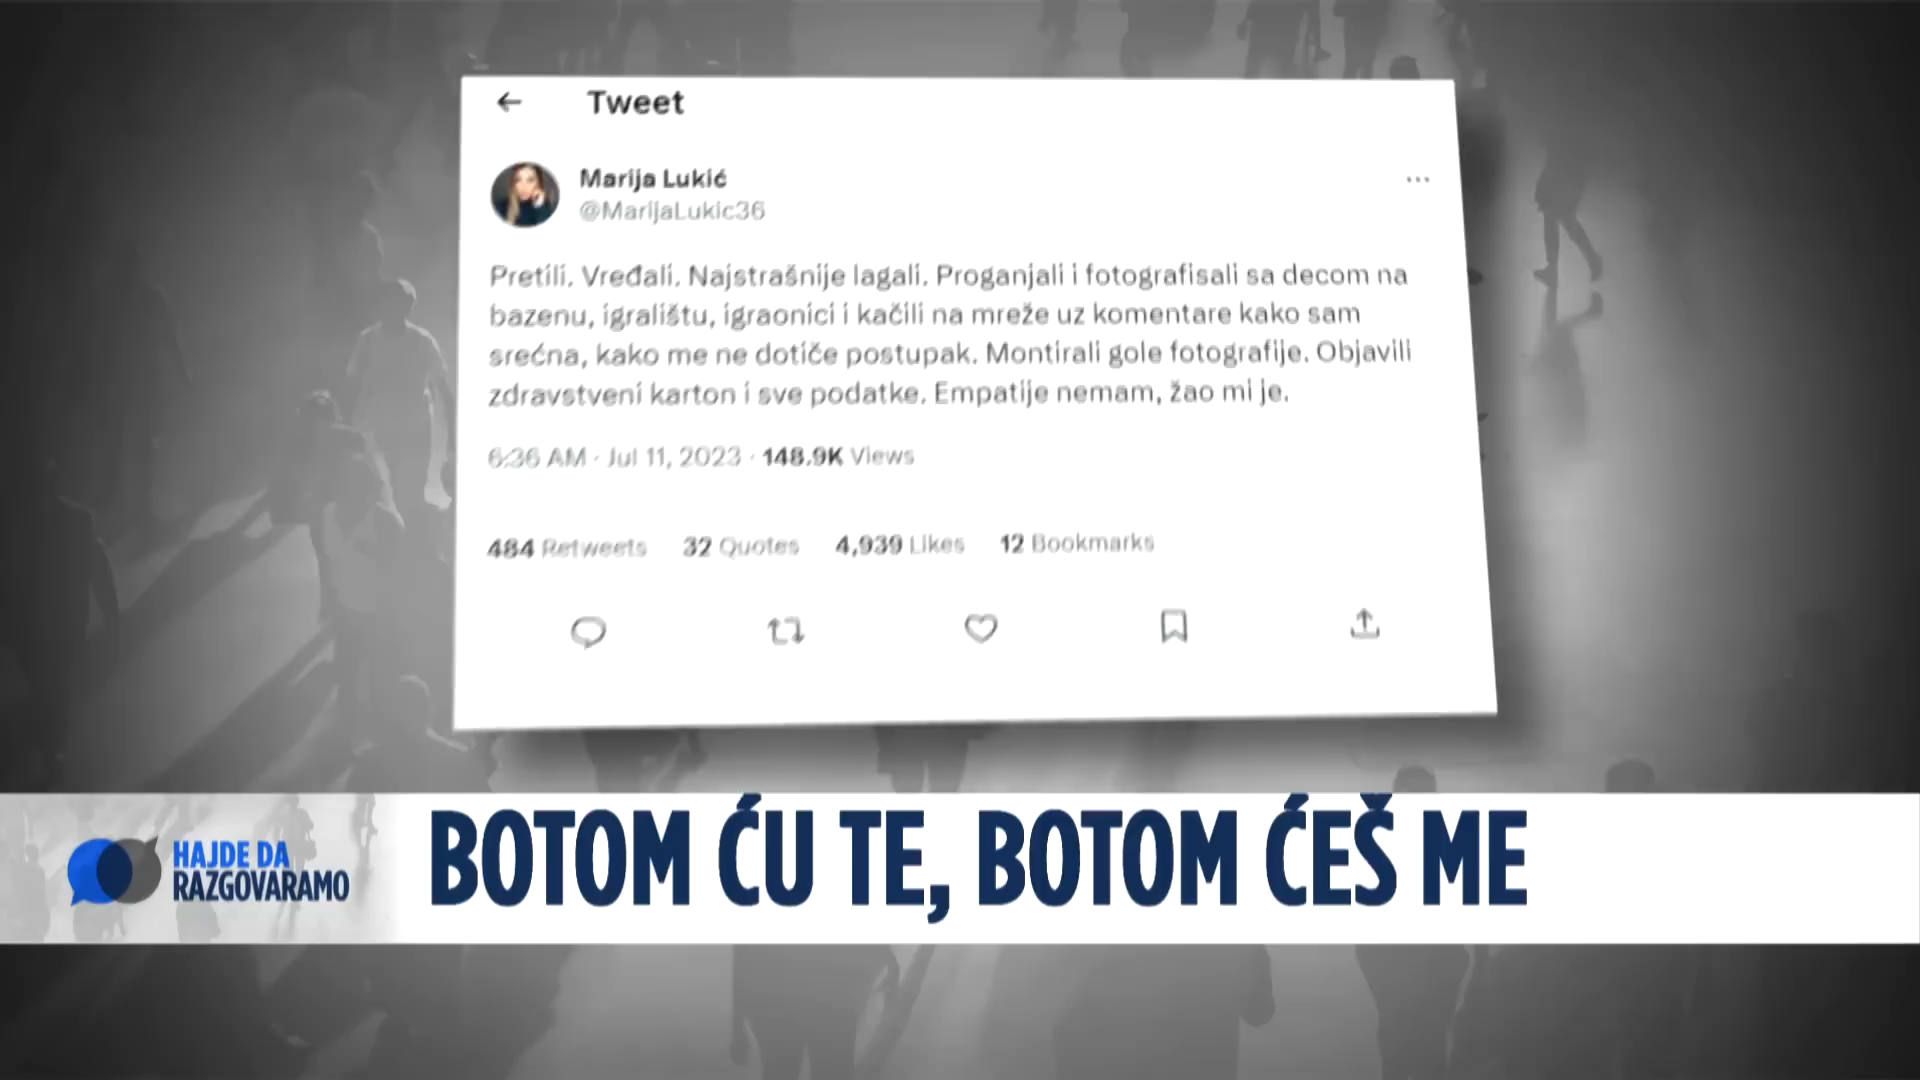 Tweet
Marija Lukić
@MarijaLukic36
Pretili. Vređali. Najstrašnije lagali. Proganjali i fotografisali sa decom na
bazenu, igralištu, igraonici i kačili na mreže uz komentare kako sam
srećna, kako me ne dotiče postupak. Montirali gole fotografije. Objavili
zdravstveni karton i sve podatke. Empatije nemam, žao mi je.
6:36 AM · Jul 11, 2023 · 148.9K Views
484 Retweets 32 Quotes 4,939 Likes 12 Bookmarks
HAJDE DA
RAZGOVARAMO
BOTOM ĆU TE, BOTOM ĆEŠ ME